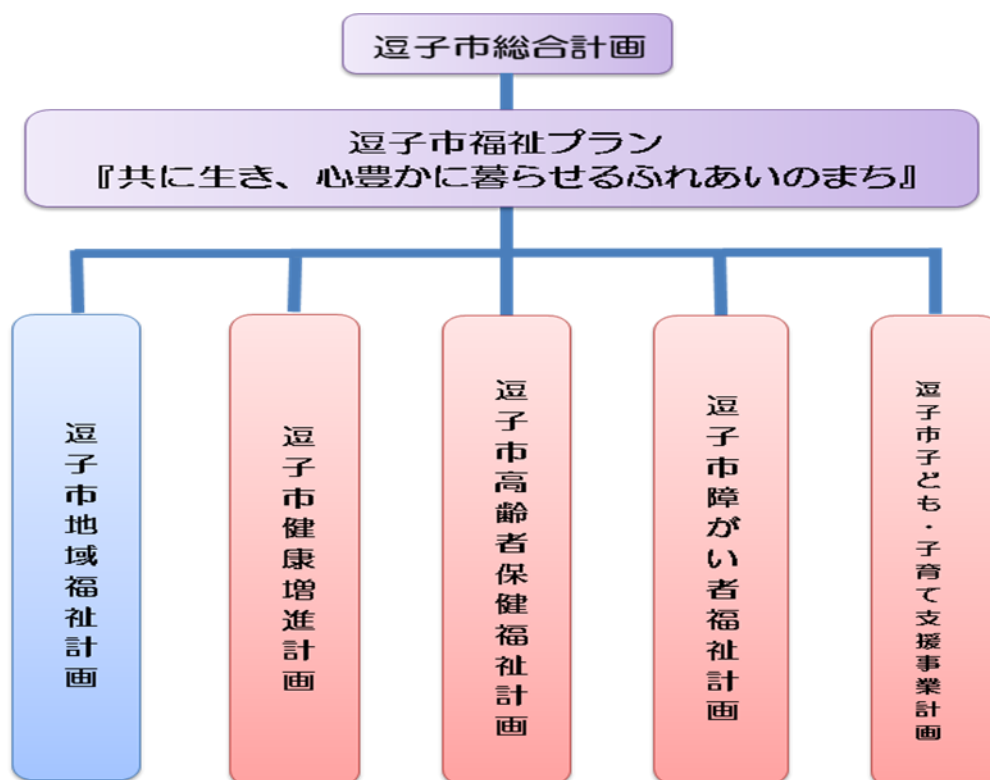 逗子市総合計画
逗子市福祉プラン
『共に生き、心豊かに暮らせるふれあいのまち』
逗子市地域福祉計画
逗子市健康増進計画
逗子市高齢者保健福祉計画
逗子市障がい者福祉計画
逗子市子ども・子育て支援事業計画